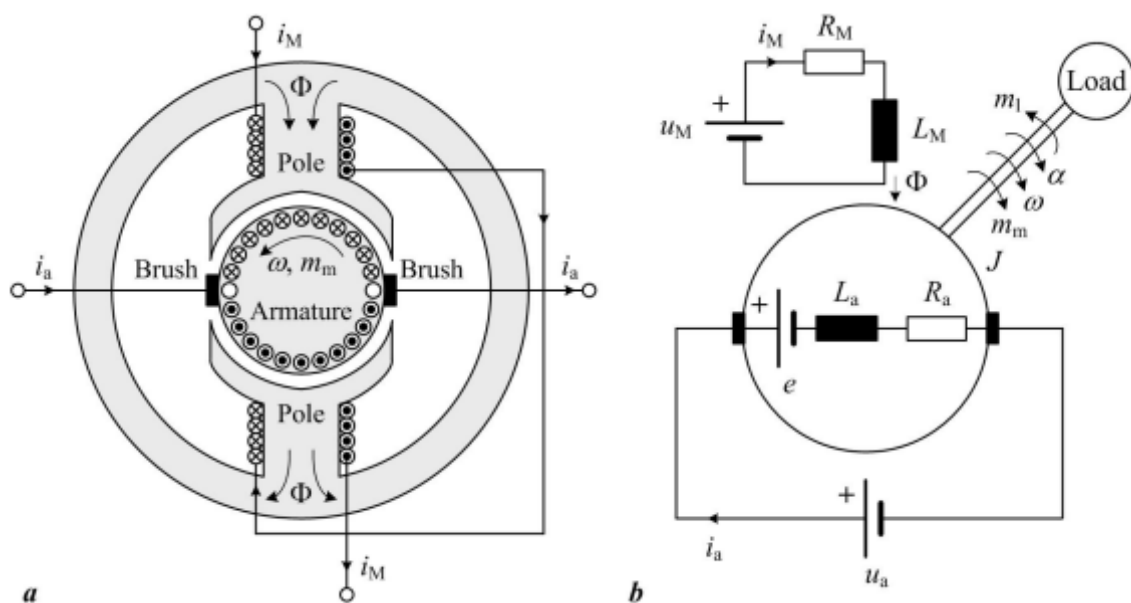 i_M
Φ
Pole
i_a
Brush
ω, m_m
Brush
i_a
Armature
Pole
Φ
i_M
a
i_M
R_M
Load
+
u_M
L_M
m_l
Φ
α
ω
m_m
J
+
L_a
R_a
e
+
i_a
u_a
b